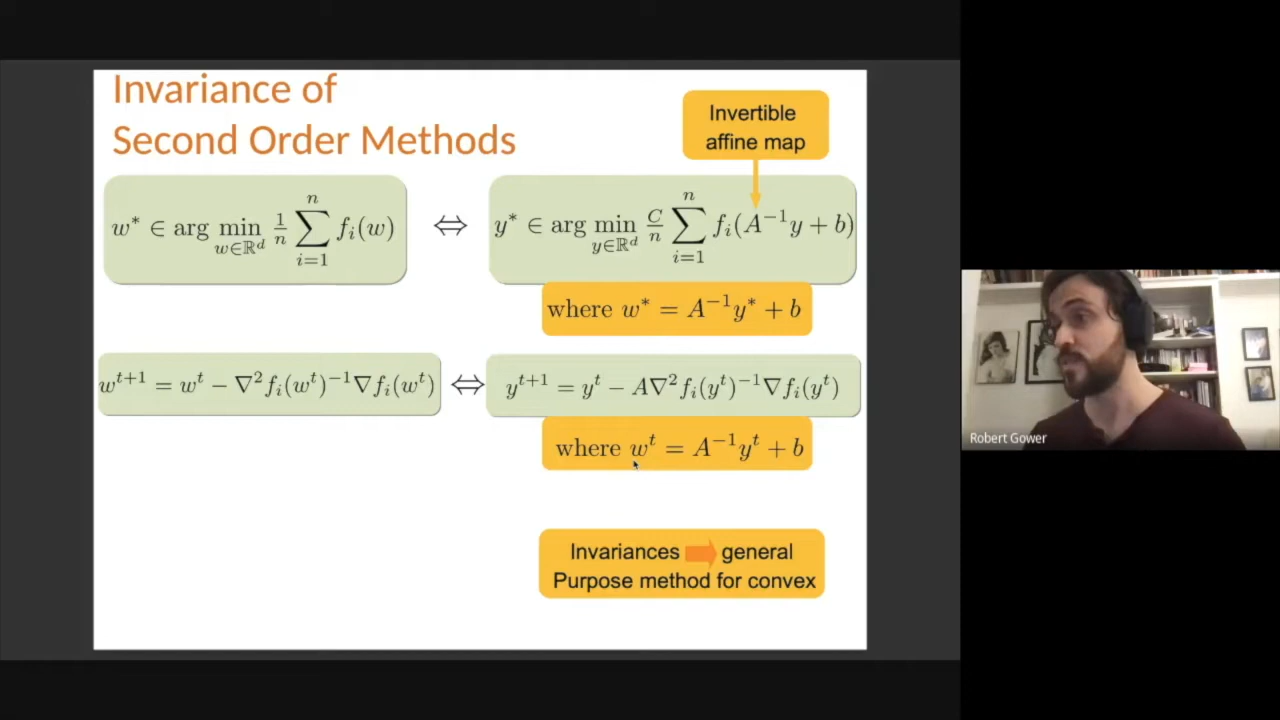 Invariance of
Second Order Methods
Invertible
affine map
w* ∈ arg min_{w∈ℝ^d} 1/n ∑_{i=1}^{n} f_i(w)
⇔
y* ∈ arg min_{y∈ℝ^d} C/n ∑_{i=1}^{n} f_i(A^{-1}y + b)
where w* = A^{-1}y* + b
w^{t+1} = w^t − ∇²f_i(w^t)^{-1}∇f_i(w^t)
⇔
y^{t+1} = y^t − A∇²f_i(y^t)^{-1}∇f_i(y^t)
where w^t = A^{-1}y^t + b
Invariances general
Purpose method for convex
Robert Gower